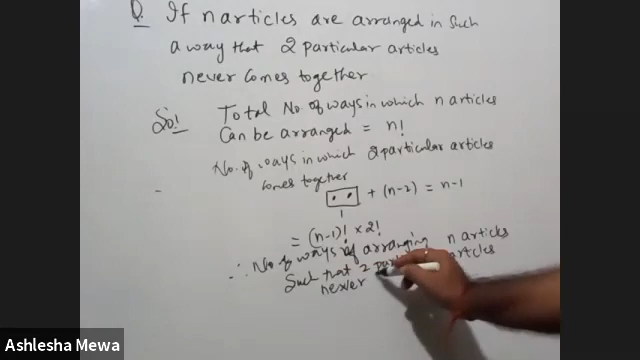 Q. If n articles are arranged in such
a way that 2 particular articles
never comes together
Sol Total No. of ways in which n articles
Can be arranged = n!
No. of ways in which 2 particular articles
comes together
+ (n-2) = n-1
1
= (n-1)! × 2!
∴ No. of ways of arranging n articles
Such that 2 articles
never
Ashlesha Mewa